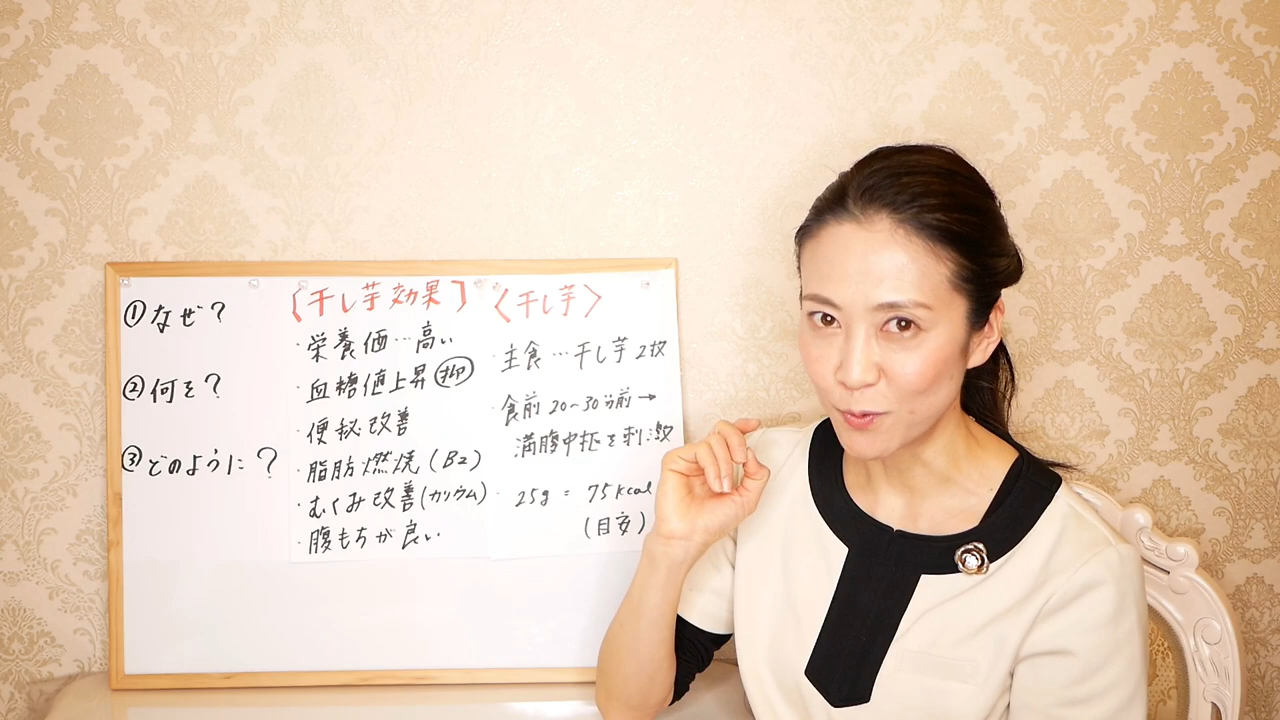 ①なぜ?
②何を?
③どのように?
〈干し芋効果〉
・栄養価…高い
・血糖値上昇抑
・便秘改善
・脂肪燃焼(B2)
・むくみ改善(カリウム)
・腹もちが良い
〈干し芋〉
・主食…干し芋2枚
・食前20〜30分前→
満腹中枢を刺激
・25g = 75kcal
(目安)